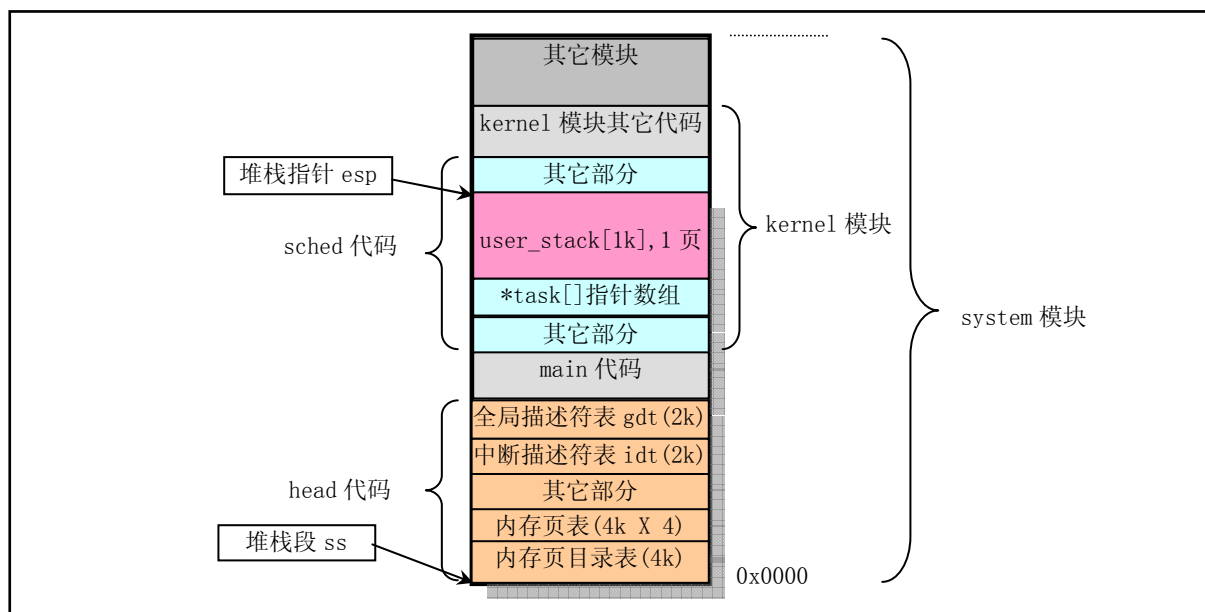 其它模块
kernel 模块其它代码
堆栈指针 esp
其它部分
sched 代码
user_stack[1k],1 页
kernel 模块
*task[]指针数组
system 模块
其它部分
main 代码
全局描述符表 gdt(2k)
中断描述符表 idt(2k)
head 代码
其它部分
内存页表(4k X 4)
堆栈段 ss
内存页目录表(4k)
0x0000